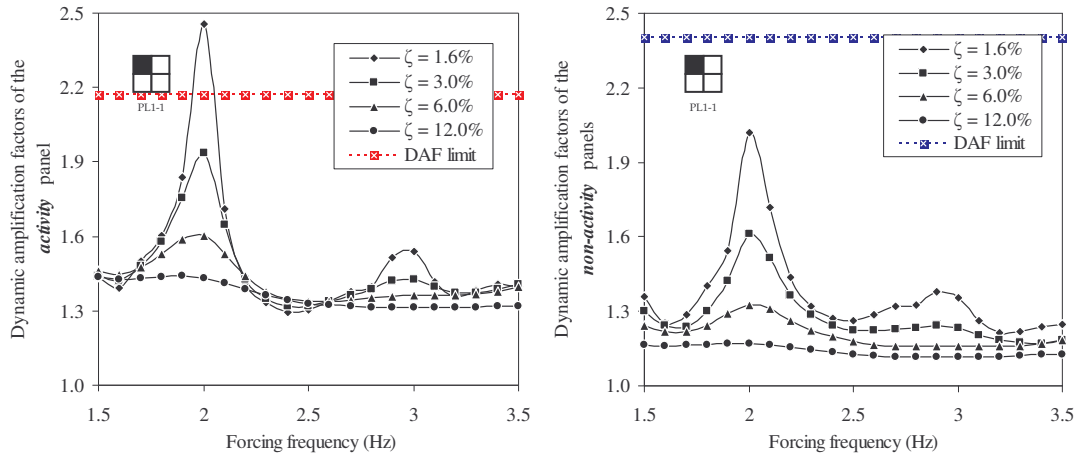 Dynamic amplification factors of the
activity panel
2.5
2.2
1.9
1.6
1.3
1.0
1.5
2
2.5
3
3.5
Forcing frequency (Hz)
PL1-1
ζ = 1.6%
ζ = 3.0%
ζ = 6.0%
ζ = 12.0%
DAF limit
Dynamic amplification factors of the
non-activity panels
2.5
2.2
1.9
1.6
1.3
1.0
1.5
2
2.5
3
3.5
Forcing frequency (Hz)
PL1-1
ζ = 1.6%
ζ = 3.0%
ζ = 6.0%
ζ = 12.0%
DAF limit